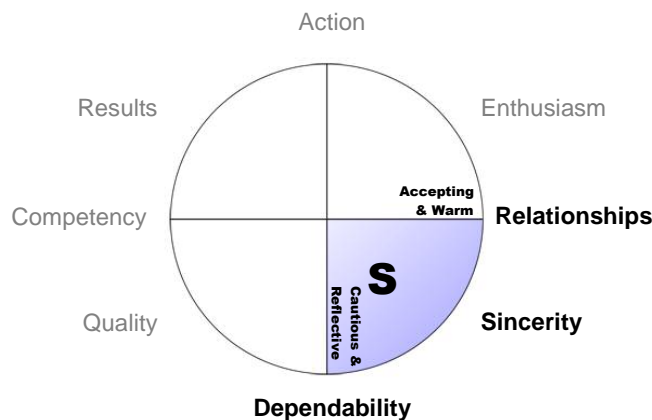 Action
Results
Enthusiasm
Accepting
& Warm
Competency
Relationships
S
Cautious &
Reflective
Quality
Sincerity
Dependability